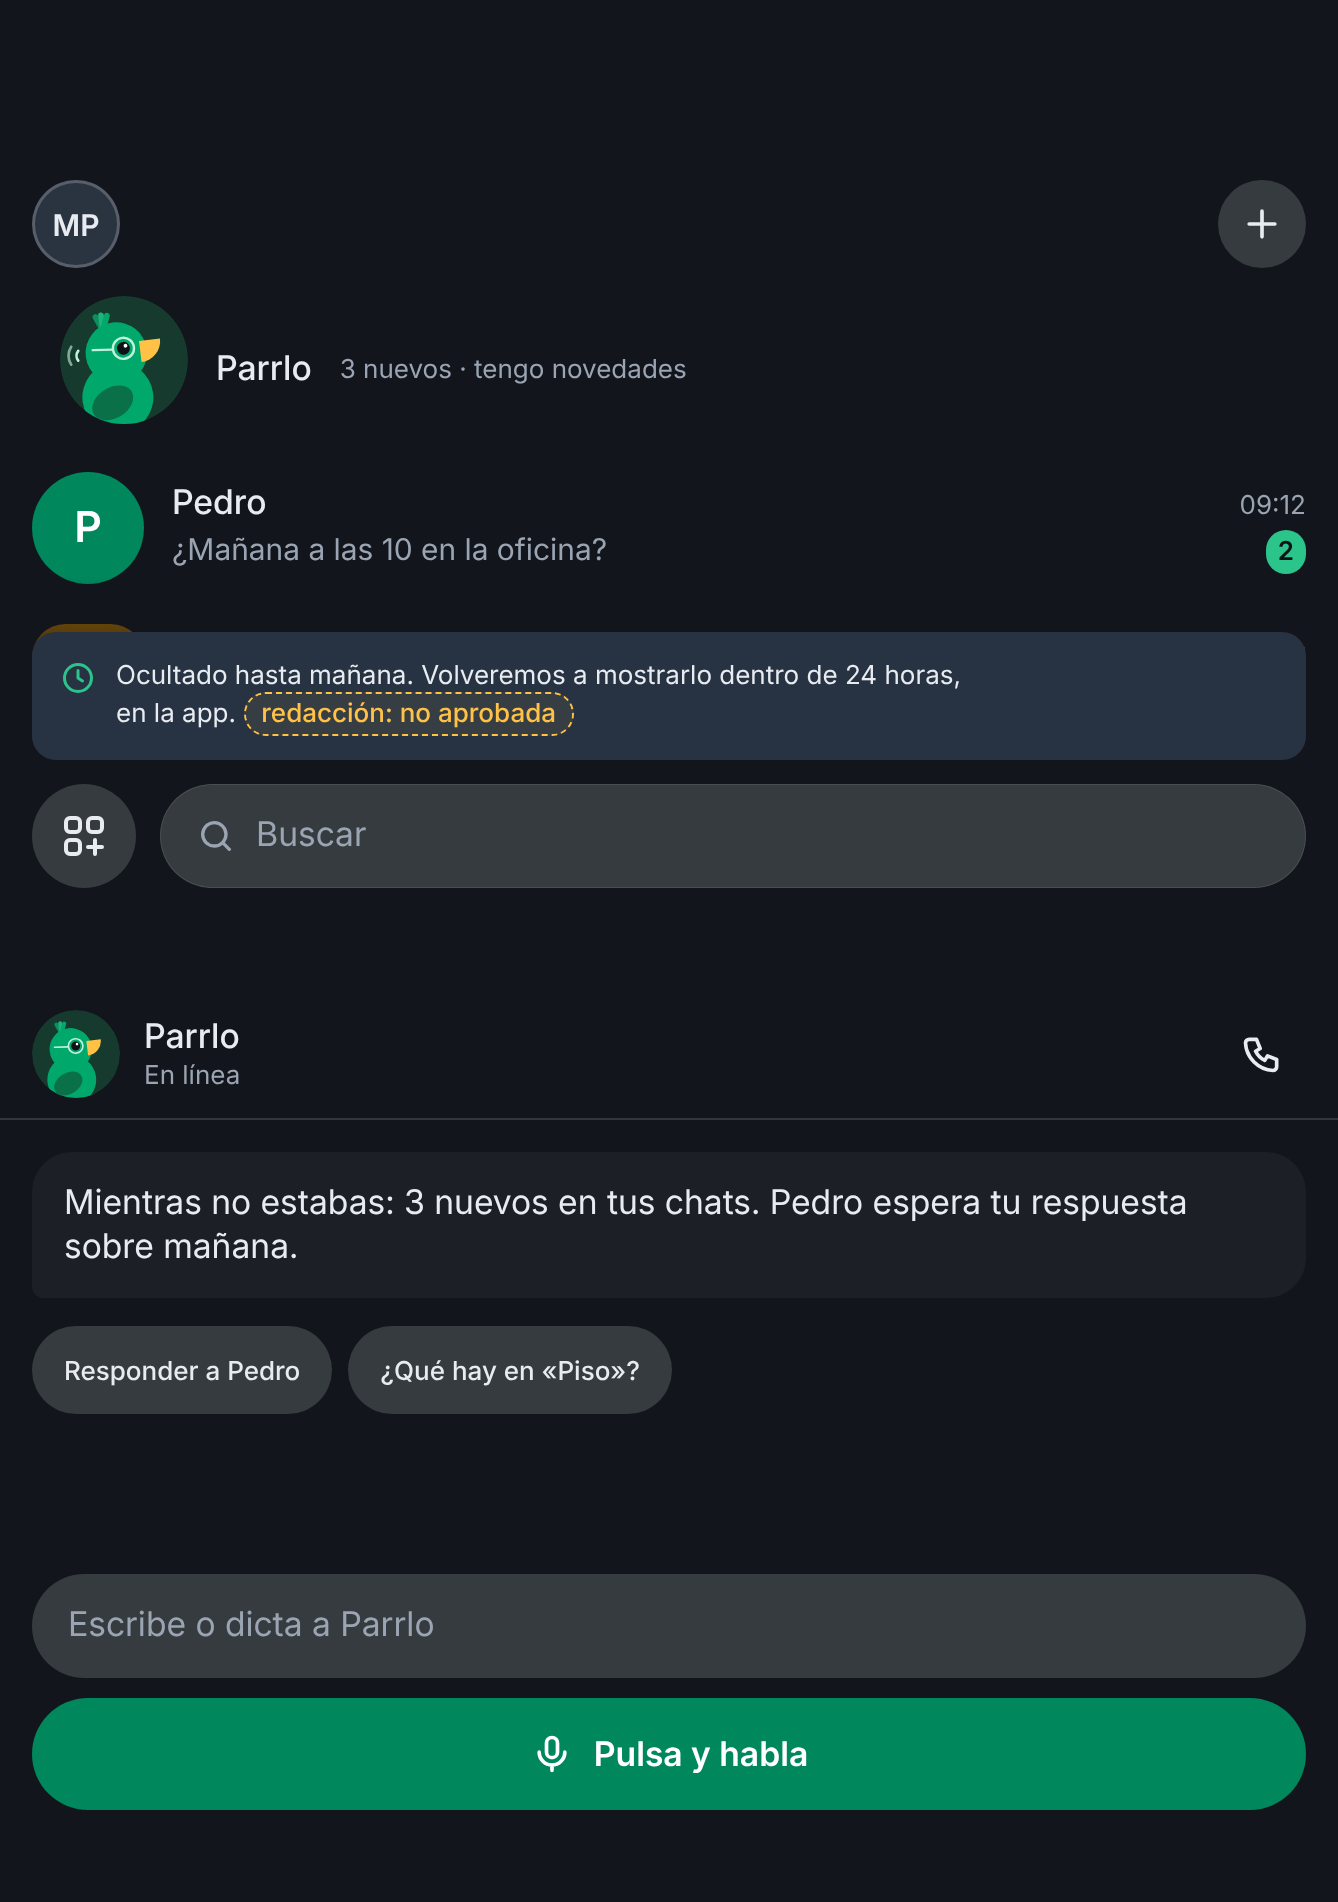 MP
Parrlo 3 nuevos · tengo novedades
P
Pedro
09:12
¿Mañana a las 10 en la oficina?
2
Ocultado hasta mañana. Volveremos a mostrarlo dentro de 24 horas,
en la app. redacción: no aprobada
Buscar
Parrlo
En línea
Mientras no estabas: 3 nuevos en tus chats. Pedro espera tu respuesta
sobre mañana.
Responder a Pedro
¿Qué hay en «Piso»?
Escribe o dicta a Parrlo
Pulsa y habla